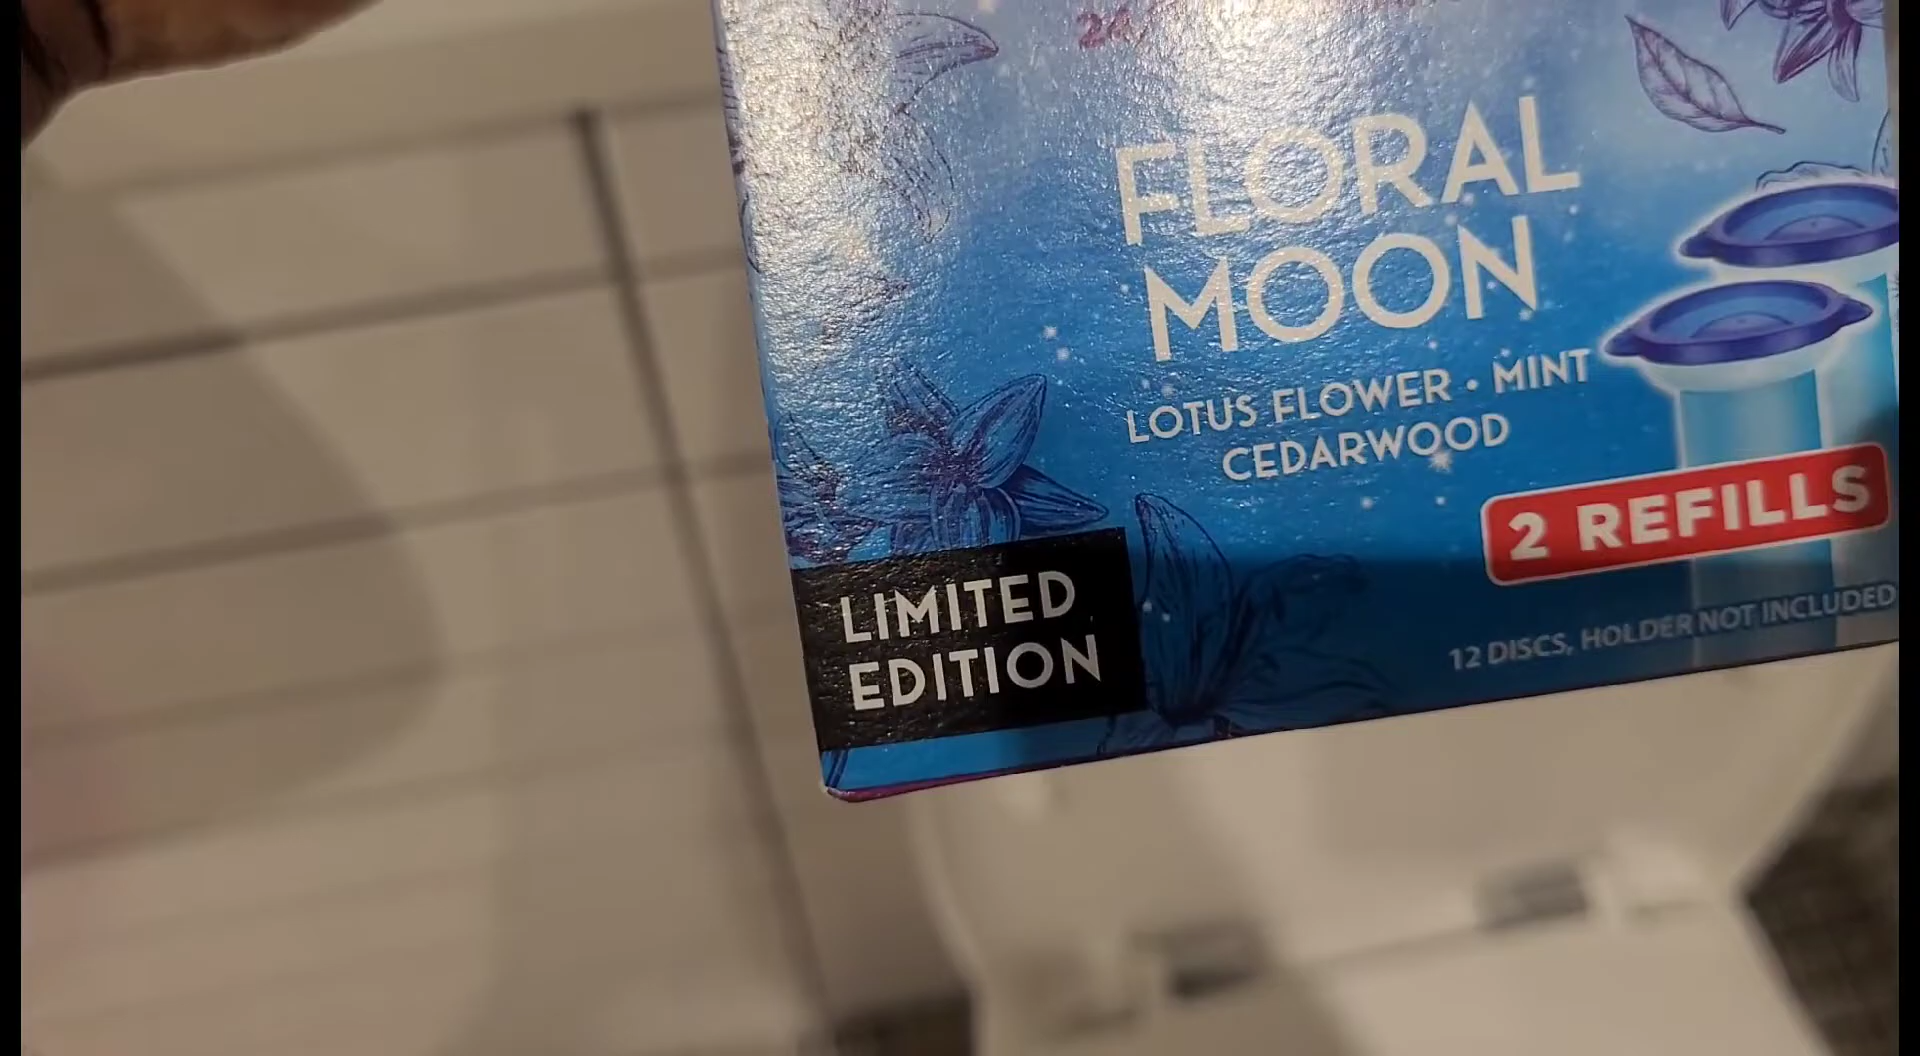 FLORAL
MOON
LOTUS FLOWER • MINT
CEDARWOOD
2 REFILLS
12 DISCS, HOLDER NOT INCLUDED
LIMITED
EDITION